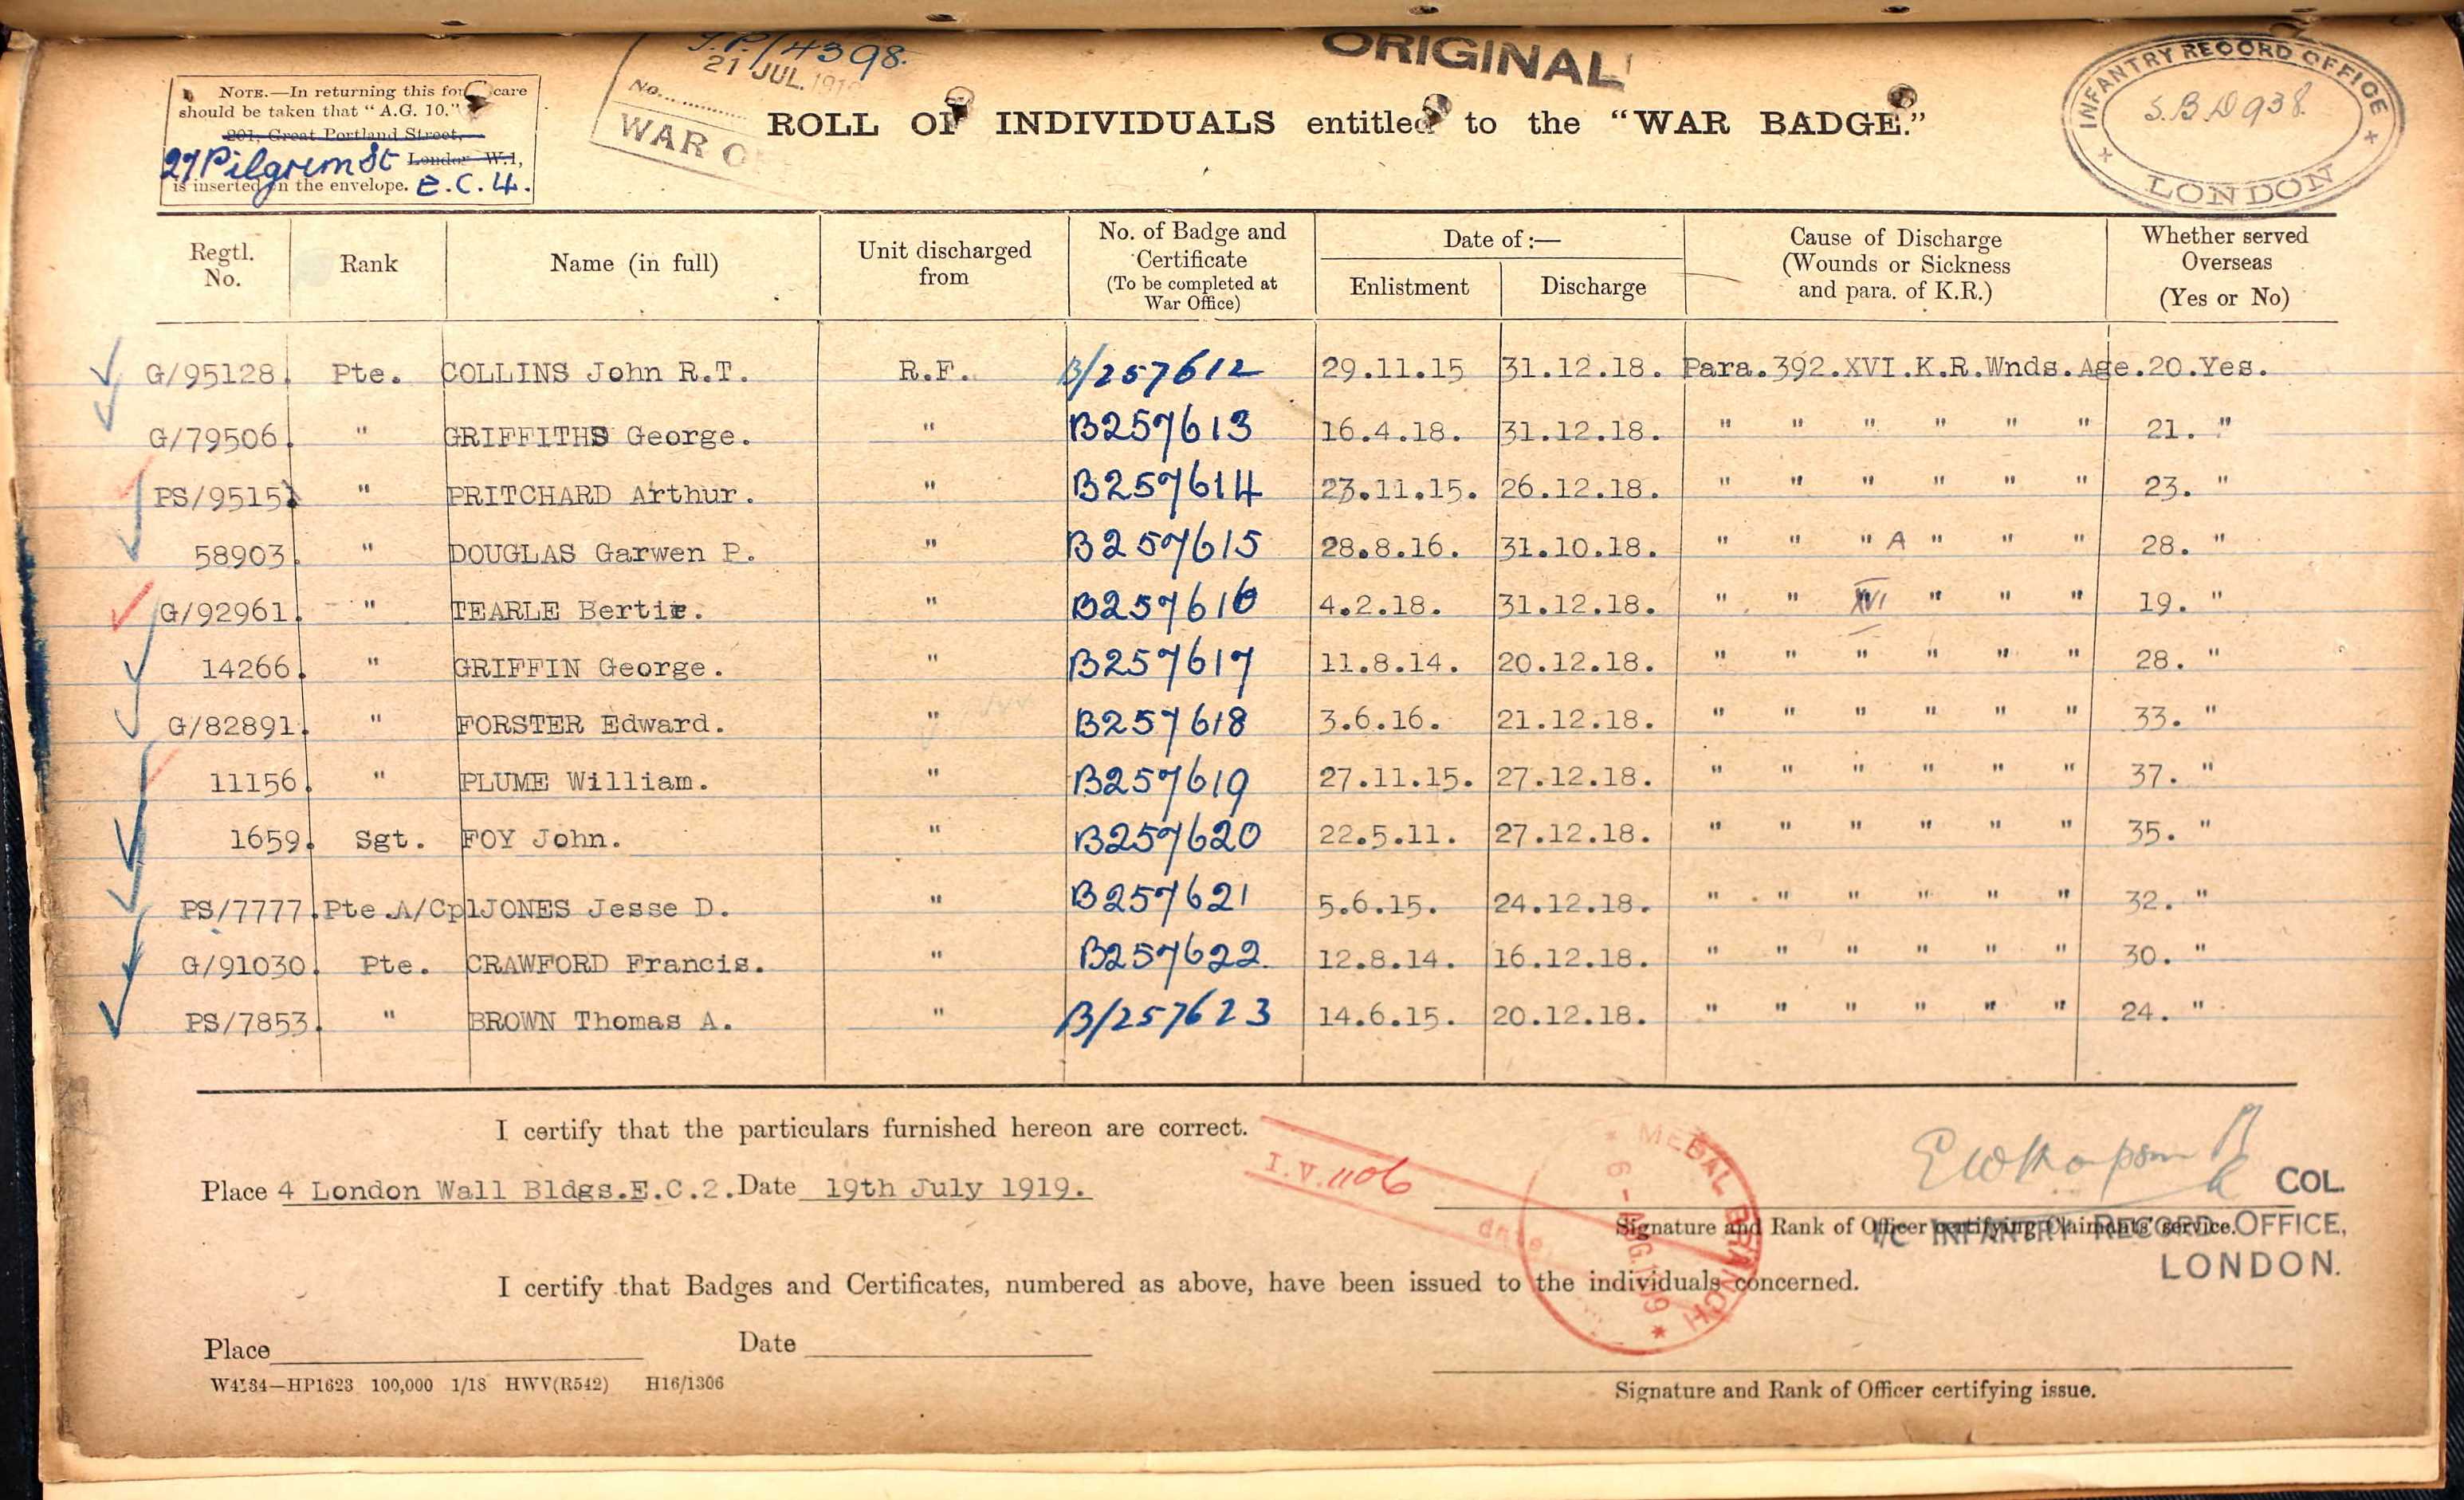 ORIGINAL
J.P./14398.
21 JUL. 1919
No.
WAR O
INFANTRY RECORD OFFICE
S.B.D 938.
LONDON
NOTE.—In returning this form care
should be taken that “A.G. 10.”
201, Great Portland Street,
27 Pilgrim St London W.1,
is inserted on the envelope. E.C.4.
ROLL OF INDIVIDUALS entitled to the “WAR BADGE.”
Regtl. No. Rank Name (in full) Unit discharged from No. of Badge and Certificate (To be completed at War Office) Date of :— Enlistment Discharge Cause of Discharge (Wounds or Sickness and para. of K.R.) Whether served Overseas (Yes or No)
G/95128. Pte. COLLINS John R.T. R.F. B/257612 29.11.15 31.12.18. Para.392.XVI.K.R.Wnds.Age.20.Yes.
G/79506. " GRIFFITHS George. " B257613 16.4.18. 31.12.18. " " " " " " 21. "
PS/9515 " PRITCHARD Arthur. " B257614 23.11.15. 26.12.18. " " " " " " 23. "
58903. " DOUGLAS Garwen P. " B257615 28.8.16. 31.10.18. " " " A " " " 28. "
G/92961. " TEARLE Bertie. " B257616 4.2.18. 31.12.18. " " XVI " " " 19. "
14266. " GRIFFIN George. " B257617 11.8.14. 20.12.18. " " " " " " 28. "
G/82891. " FORSTER Edward. " B257618 3.6.16. 21.12.18. " " " " " " 33. "
11156. " PLUME William. " B257619 27.11.15. 27.12.18. " " " " " " 37. "
1659. Sgt. FOY John. " B257620 22.5.11. 27.12.18. " " " " " " 35. "
PS/7777. Pte.A/Cpl JONES Jesse D. " B257621 5.6.15. 24.12.18. " " " " " " 32. "
G/91030. Pte. CRAWFORD Francis. " B257622. 12.8.14. 16.12.18. " " " " " " 30. "
PS/7853. " BROWN Thomas A. " B/257623 14.6.15. 20.12.18. " " " " " " 24. "
I certify that the particulars furnished hereon are correct.
I.V. 1106
date
MEDAL BRANCH
6 - AUG. 1919
Place 4 London Wall Bldgs.E.C.2. Date 19th July 1919.
EWThompson
COL.
Signature and Rank of Officer certifying Claimants' service.
I/C INFANTRY RECORD OFFICE,
LONDON.
I certify that Badges and Certificates, numbered as above, have been issued to the individuals concerned.
Place Date
W4134—HP1623 100,000 1/18 HWV(R542) H16/1306
Signature and Rank of Officer certifying issue.